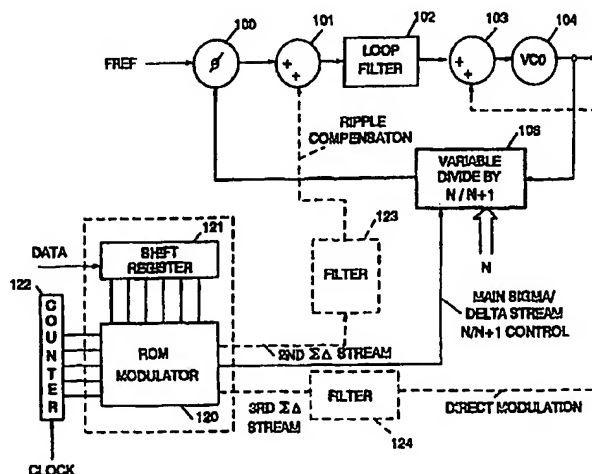 100
101
102
103
104
FREF
ϕ
+
+
LOOP
FILTER
+
+
VCO
RIPPLE
COMPENSATON
108
VARIABLE
DIVIDE BY
N / N+1
N
MAIN SIGMA/
DELTA STREAM
N/N+1 CONTROL
123
FILTER
121
DATA
SHIFT
REGISTER
122
COUNTER
ROM
MODULATOR
120
CLOCK
2ND ΣΔ STREAM
3RD ΣΔ
STREAM
FILTER
124
DIRECT MODULATION